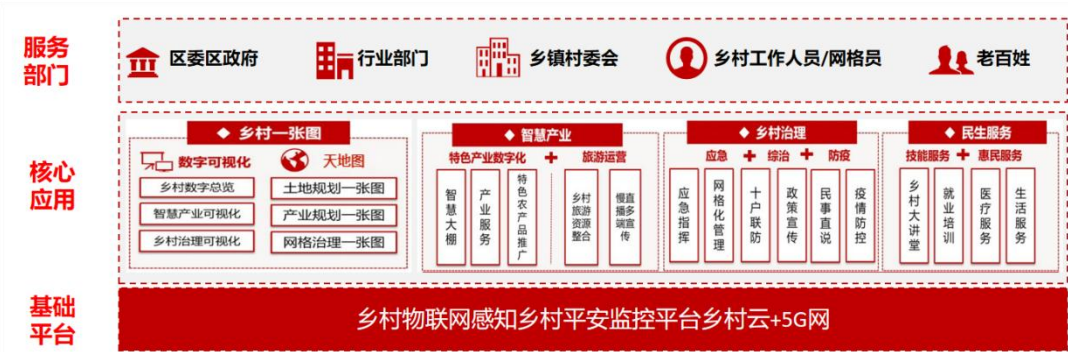 服务
部门
区委区政府
行业部门
乡镇村委会
乡村工作人员/网格员
老百姓
核心
应用
◆ 乡村一张图
数字可视化
天地图
乡村数字总览
土地规划一张图
智慧产业可视化
产业规划一张图
乡村治理可视化
网格治理一张图
◆ 智慧产业
特色产业数字化 + 旅游运营
智慧大棚
产业服务
特色农产品推广
乡村旅游资源整合
慢直播多端宣传
◆ 乡村治理
应急 + 综治 + 防疫
应急指挥
网格化管理
十户联防
政策宣传
民事直说
疫情防控
◆ 民生服务
技能服务 + 惠民服务
乡村大讲堂
就业培训
医疗服务
生活服务
基础
平台
乡村物联网感知乡村平安监控平台乡村云+5G网